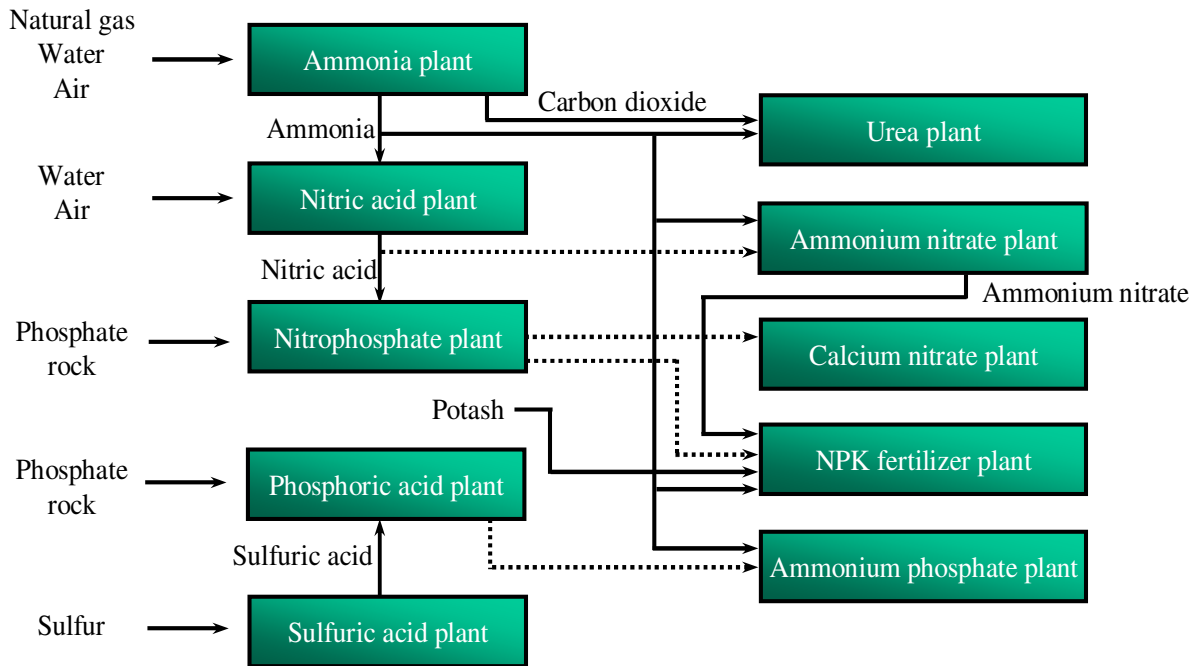 Natural gas
Water
Air
Ammonia plant
Carbon dioxide
Urea plant
Ammonia
Water
Air
Nitric acid plant
Ammonium nitrate plant
Nitric acid
Ammonium nitrate
Phosphate
rock
Nitrophosphate plant
Calcium nitrate plant
Potash
NPK fertilizer plant
Phosphate
rock
Phosphoric acid plant
Sulfuric acid
Ammonium phosphate plant
Sulfur
Sulfuric acid plant